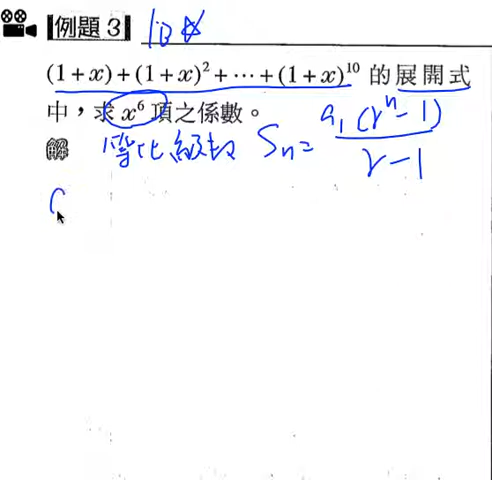 例題 3
(1+x)+(1+x)²+⋯+(1+x)¹⁰ 的展開式
中，求 x⁶ 項之係數。
解 等比級數 Sₙ= a₁(rⁿ-1)
r-1